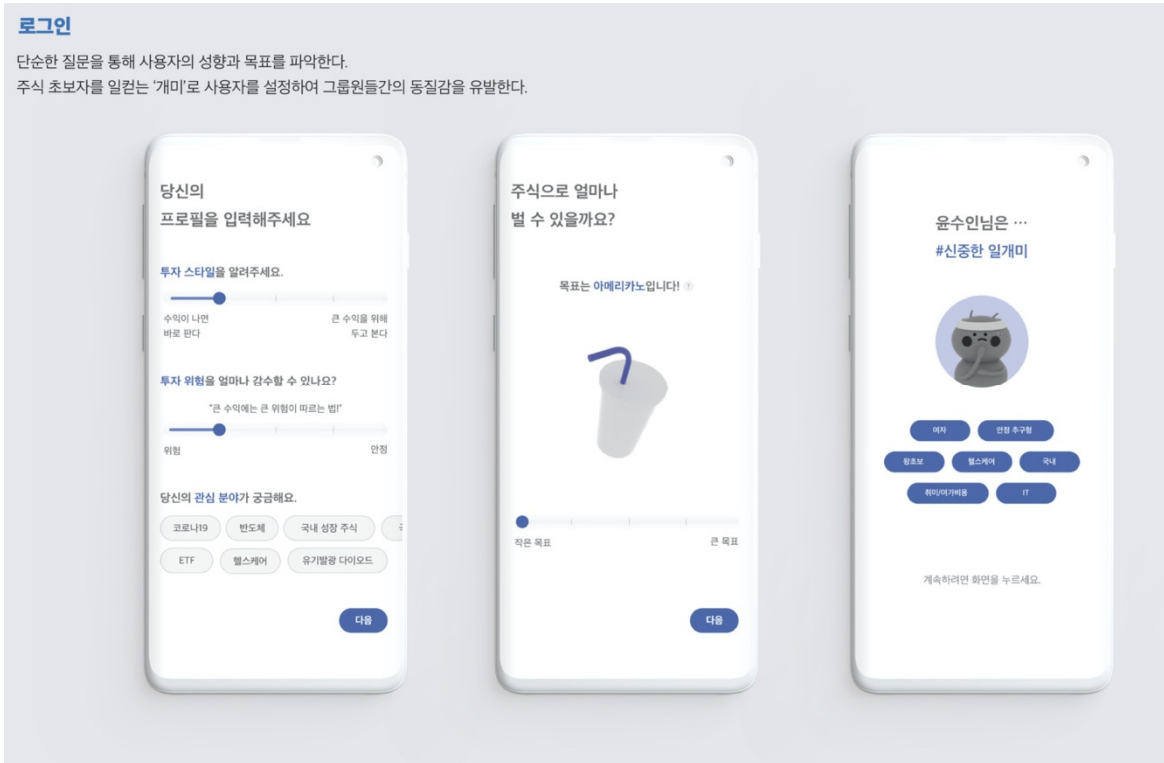 로그인
단순한 질문을 통해 사용자의 성향과 목표를 파악한다.
주식 초보자를 일컫는 '개미'로 사용자를 설정하여 그룹원들간의 동질감을 유발한다.
당신의
프로필을 입력해주세요
투자 스타일을 알려주세요.
수익이 나면
바로 판다
큰 수익을 위해
두고 본다
투자 위험을 얼마나 감수할 수 있나요?
"큰 수익에는 큰 위험이 따르는 법!"
위험
안정
당신의 관심 분야가 궁금해요.
코로나19
반도체
국내 성장 주식
ETF
헬스케어
유기발광 다이오드
다음
주식으로 얼마나
벌 수 있을까요?
목표는 아메리카노입니다! ?
작은 목표
큰 목표
다음
윤수인님은 ···
#신중한 일개미
여자
안정 추구형
왕초보
헬스케어
국내
취미/여가비용
IT
계속하려면 화면을 누르세요.